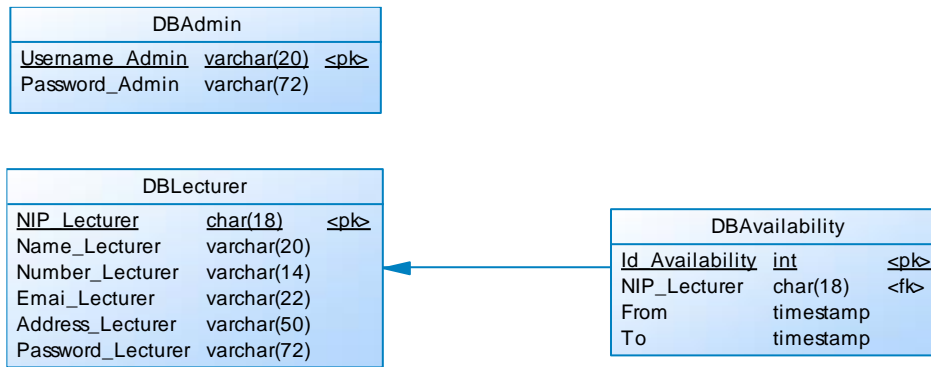 DBAdmin
Username_Admin varchar(20) <pk>
Password_Admin varchar(72)
DBLecturer
NIP_Lecturer char(18) <pk>
Name_Lecturer varchar(20)
Number_Lecturer varchar(14)
Emai_Lecturer varchar(22)
Address_Lecturer varchar(50)
Password_Lecturer varchar(72)
DBAvailability
Id_Availability int <pk>
NIP_Lecturer char(18) <fk>
From timestamp
To timestamp